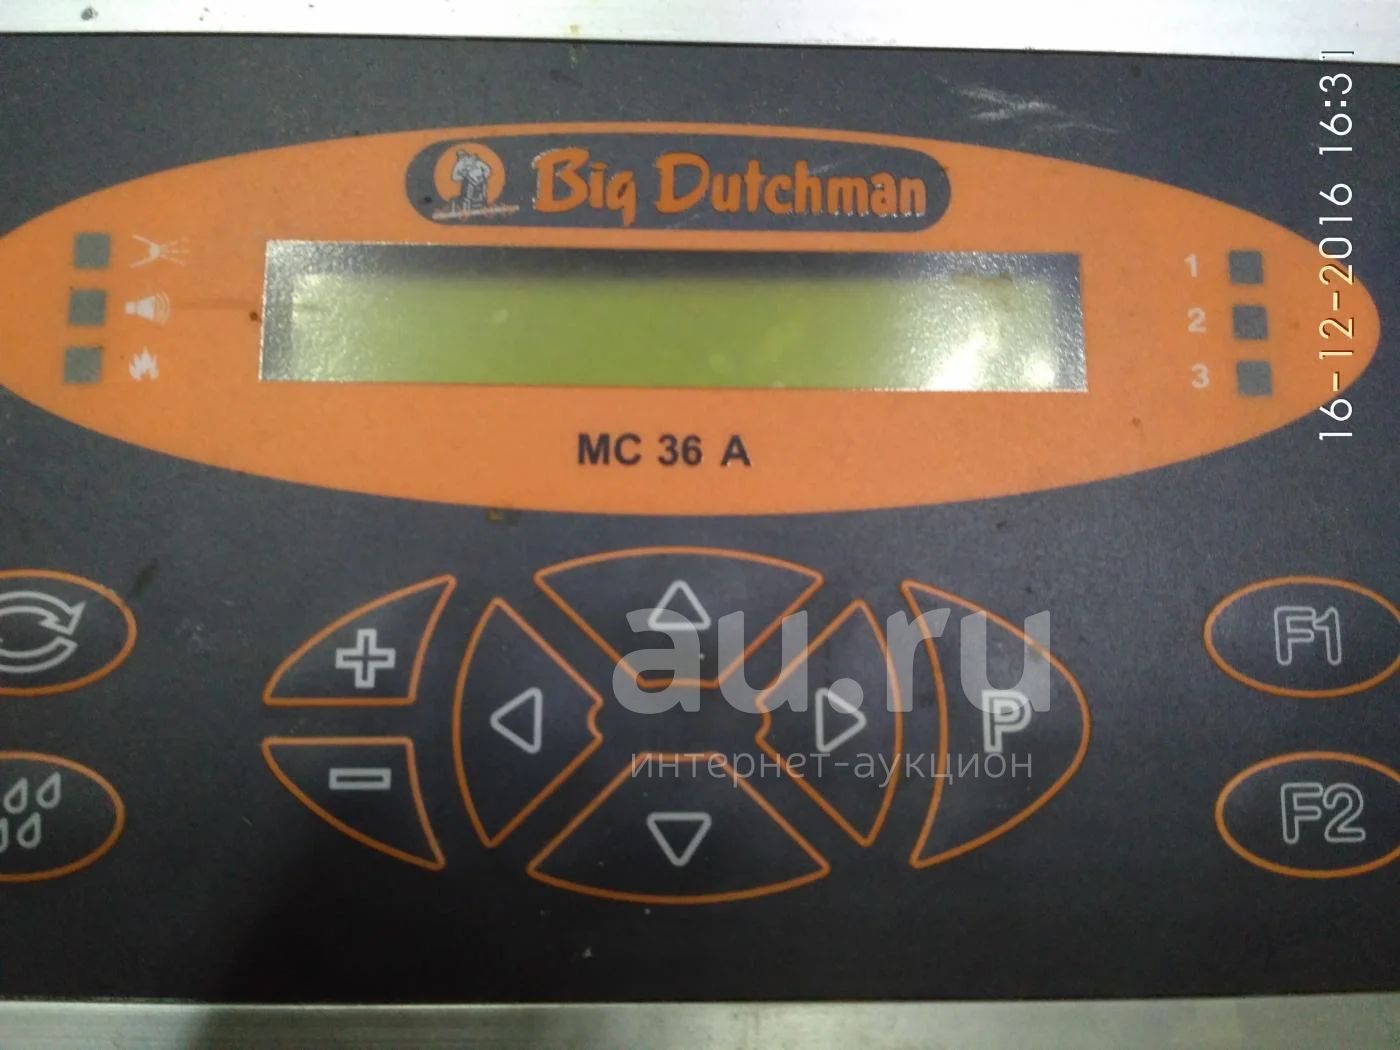 Big Dutchman
1
2
3
MC 36 A
P
F1
F2
au.ru
интернет-аукцион
16-12-2016 16:31